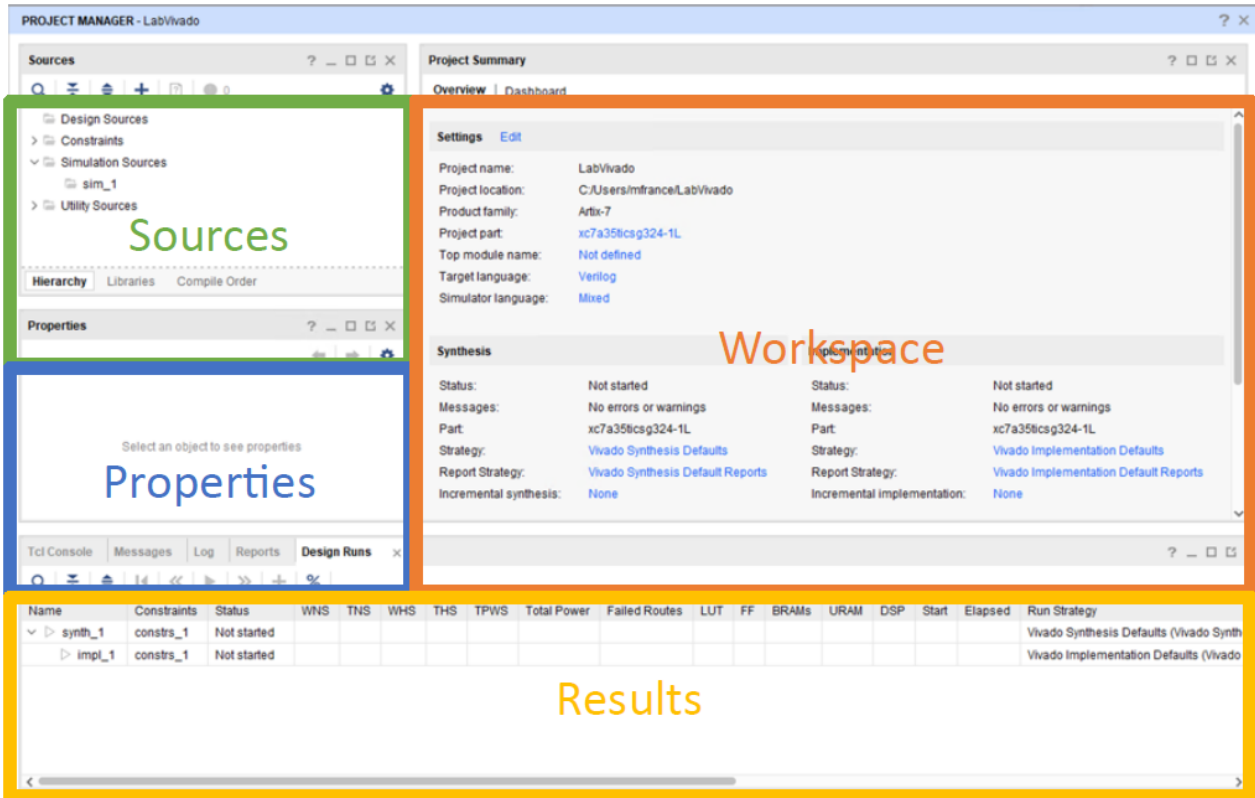 PROJECT MANAGER - LabVivado
Sources
0
Design Sources
Constraints
Simulation Sources
sim_1
Utility Sources
Sources
Hierarchy Libraries Compile Order
Properties
Select an object to see properties
Properties
Project Summary
Overview | Dashboard
Settings Edit
Project name: LabVivado
Project location: C:/Users/mfrance/LabVivado
Product family: Artix-7
Project part: xc7a35ticsg324-1L
Top module name: Not defined
Target language: Verilog
Simulator language: Mixed
Workspace
Synthesis Implementation
Status: Not started Status: Not started
Messages: No errors or warnings Messages: No errors or warnings
Part: xc7a35ticsg324-1L Part: xc7a35ticsg324-1L
Strategy: Vivado Synthesis Defaults Strategy: Vivado Implementation Defaults
Report Strategy: Vivado Synthesis Default Reports Report Strategy: Vivado Implementation Default Reports
Incremental synthesis: None Incremental implementation: None
Tcl Console Messages Log Reports Design Runs
Name Constraints Status WNS TNS WHS THS TPWS Total Power Failed Routes LUT FF BRAMs URAM DSP Start Elapsed Run Strategy
synth_1 constrs_1 Not started Vivado Synthesis Defaults (Vivado Synth
impl_1 constrs_1 Not started Vivado Implementation Defaults (Vivado
Results